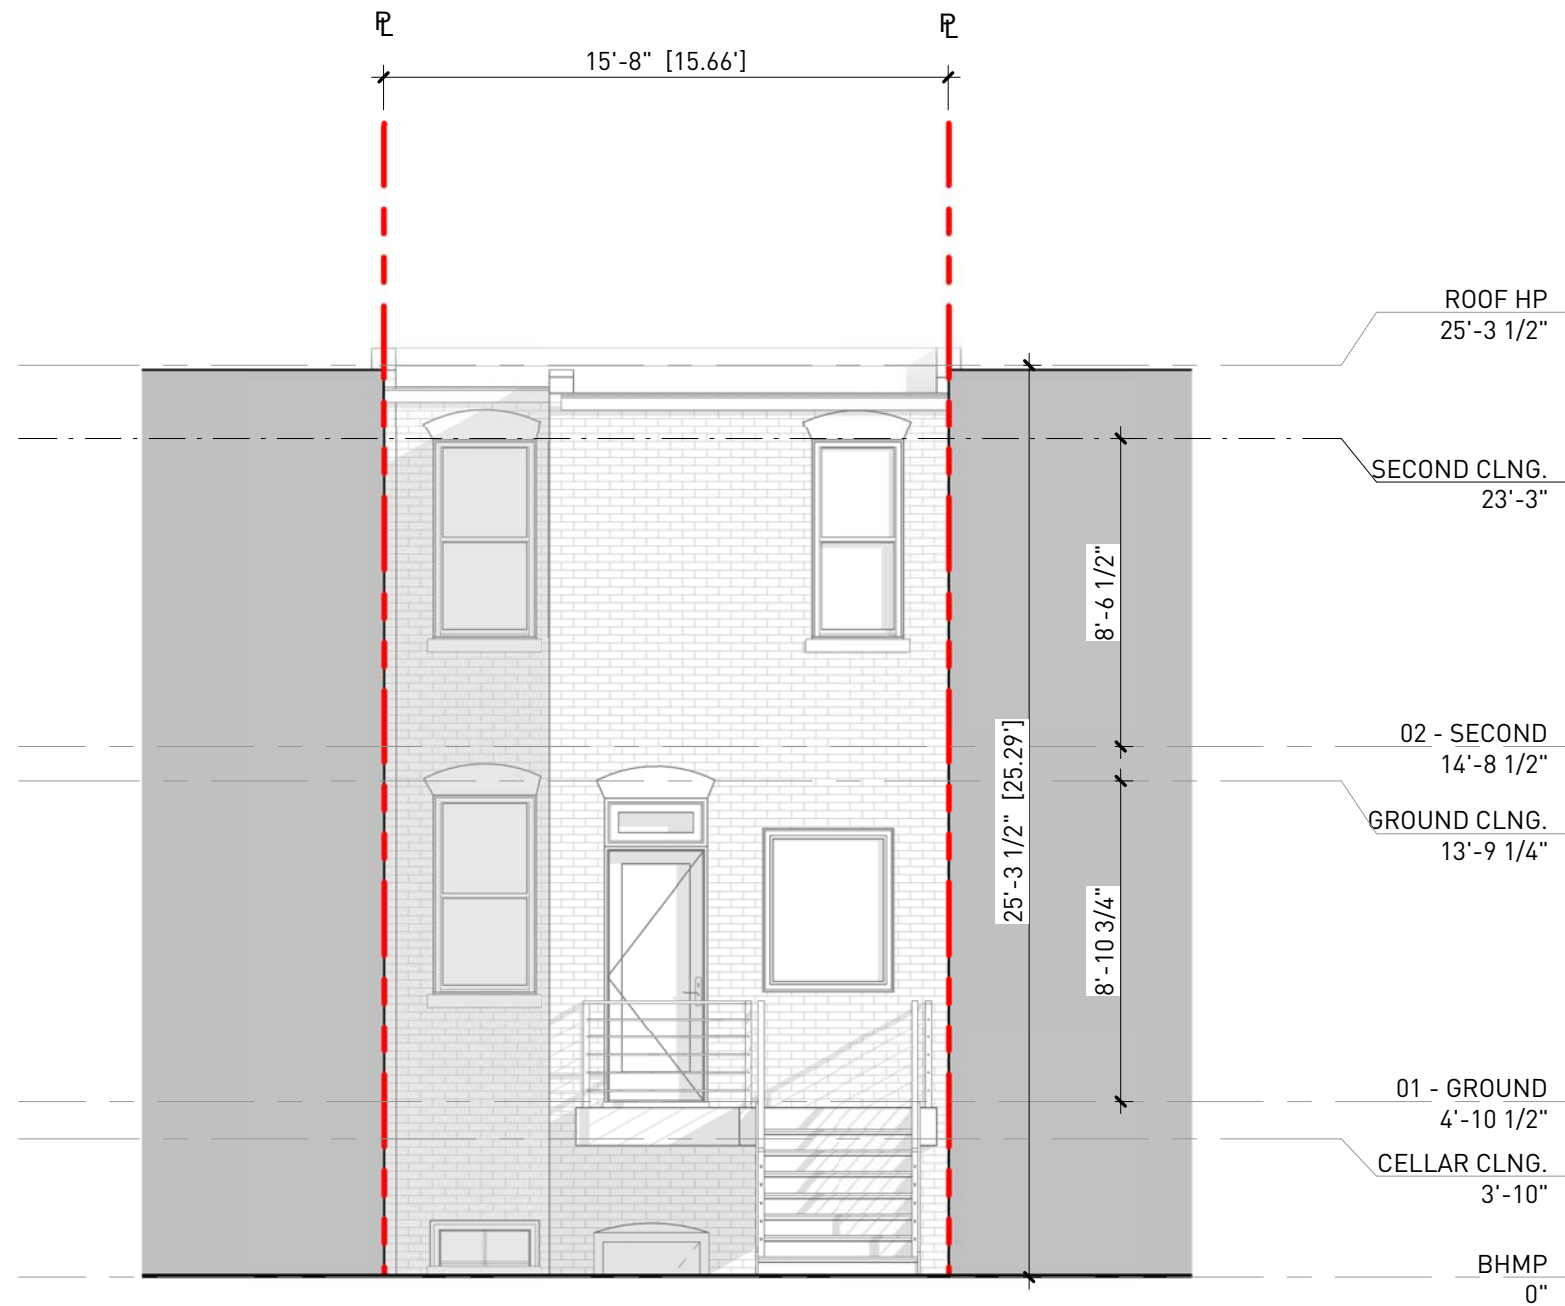 PL
PL
15'-8" [15.66']
ROOF HP
25'-3 1/2"
SECOND CLNG.
23'-3"
8'-6 1/2"
02 - SECOND
14'-8 1/2"
25'-3 1/2" [25.29']
GROUND CLNG.
13'-9 1/4"
8'-10 3/4"
01 - GROUND
4'-10 1/2"
CELLAR CLNG.
3'-10"
BHMP
0"